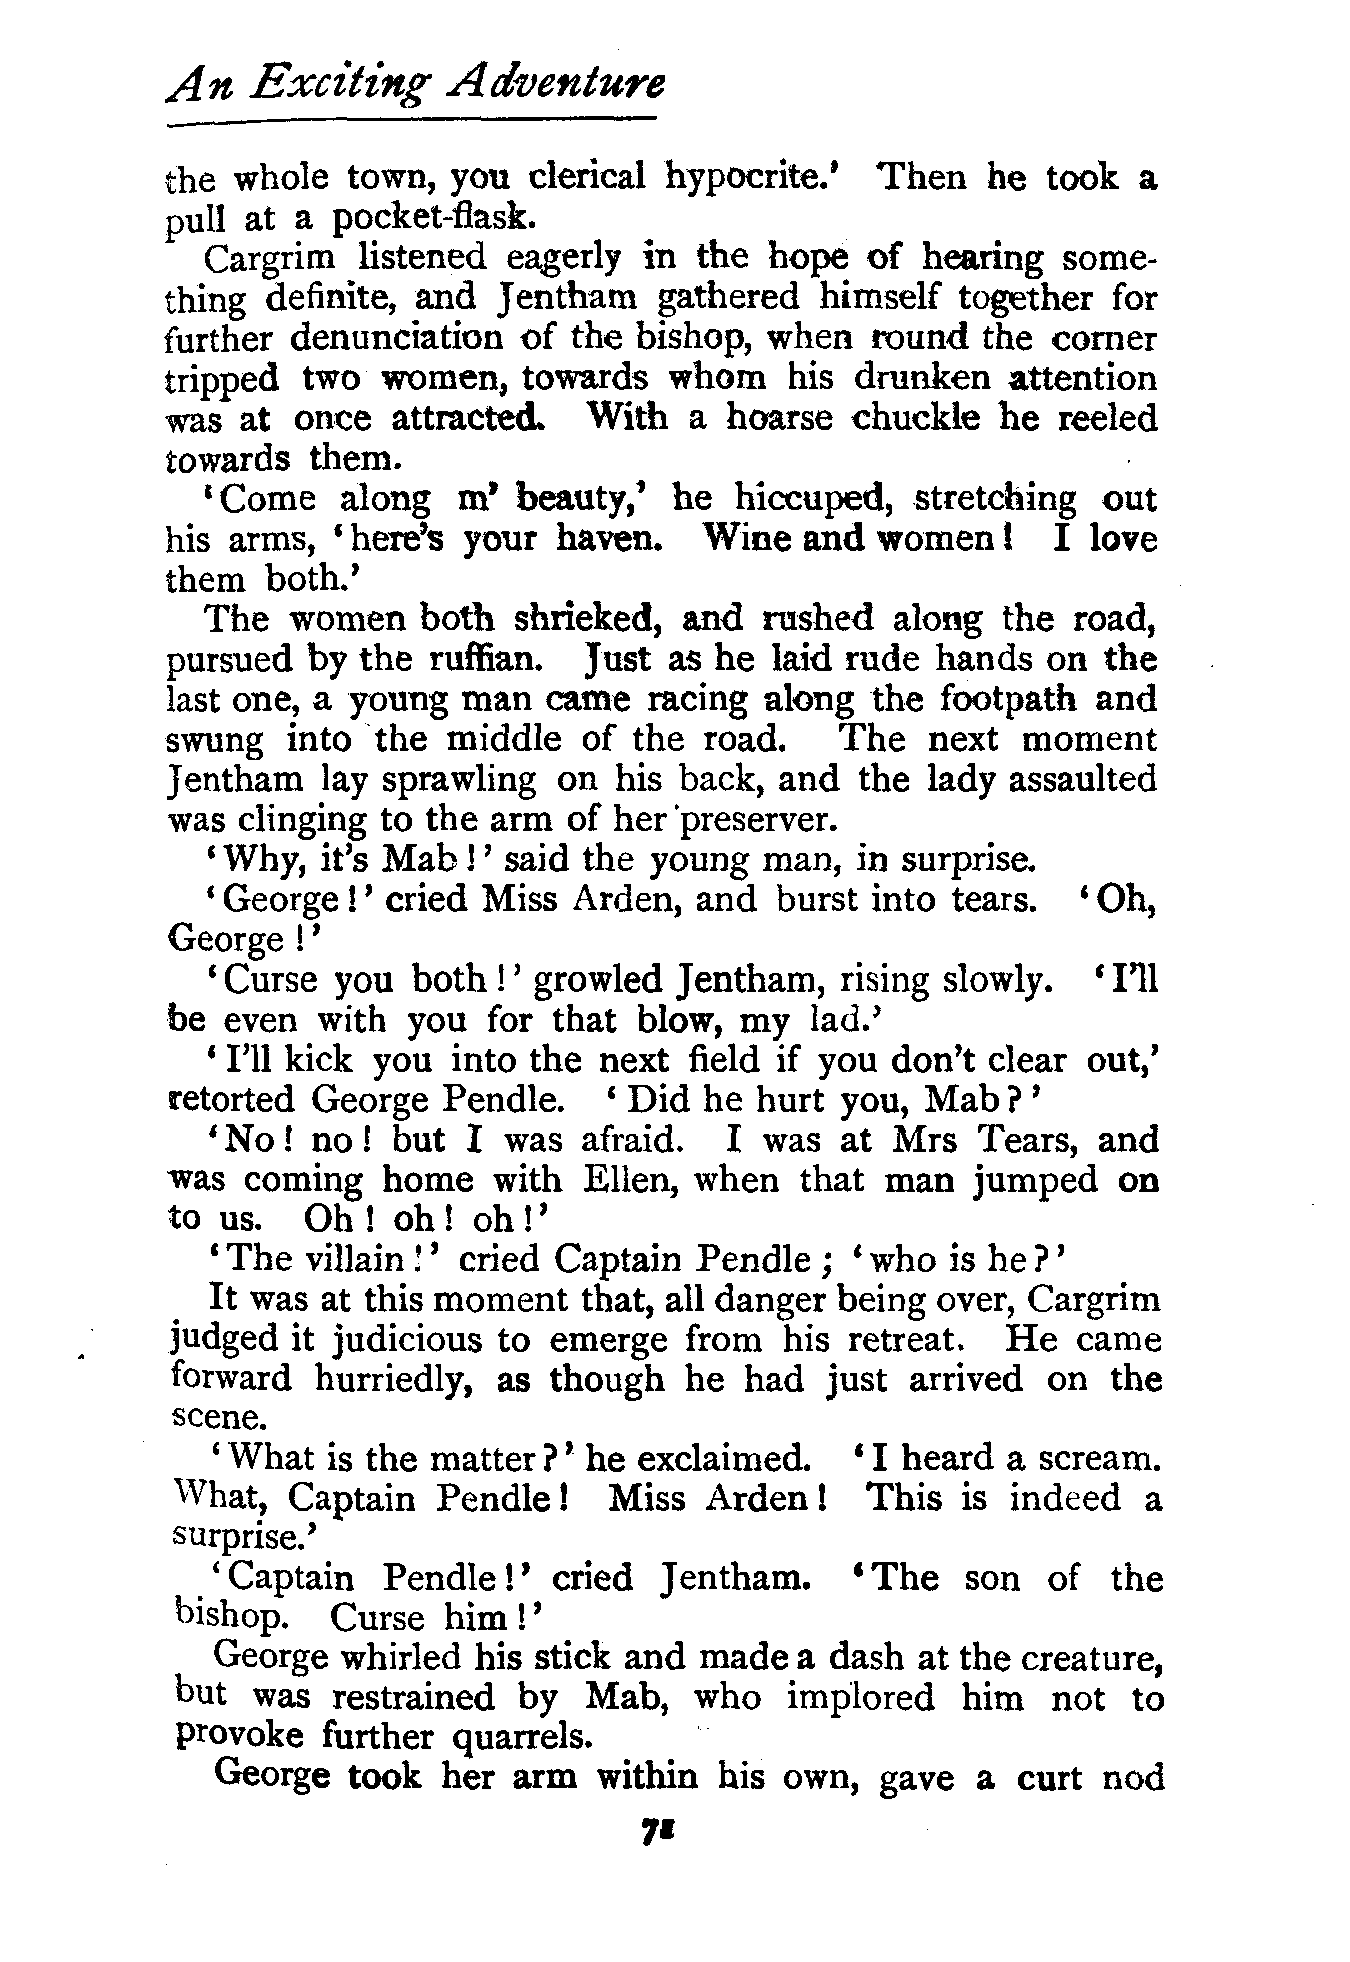 An Exciting Adventure
the whole town, you clerical hypocrite.' Then he took a
pull at a pocket-flask.
Cargrim listened eagerly in the hope of hearing some-
thing definite, and Jentham gathered himself together for
further denunciation of the bishop, when round the corner
tripped two women, towards whom his drunken attention
was at once attracted. With a hoarse chuckle he reeled
towards them.
'Come along m' beauty,' he hiccuped, stretching out
his arms, 'here's your haven. Wine and women! I love
them both.'
The women both shrieked, and rushed along the road,
pursued by the ruffian. Just as he laid rude hands on the
last one, a young man came racing along the footpath and
swung into the middle of the road. The next moment
Jentham lay sprawling on his back, and the lady assaulted
was clinging to the arm of her preserver.
'Why, it's Mab!' said the young man, in surprise.
'George!' cried Miss Arden, and burst into tears. 'Oh,
George!'
'Curse you both!' growled Jentham, rising slowly. 'I'll
be even with you for that blow, my lad.'
'I'll kick you into the next field if you don't clear out,'
retorted George Pendle. 'Did he hurt you, Mab?'
'No! no! but I was afraid. I was at Mrs Tears, and
was coming home with Ellen, when that man jumped on
to us. Oh! oh! oh!'
'The villain!' cried Captain Pendle; 'who is he?'
It was at this moment that, all danger being over, Cargrim
judged it judicious to emerge from his retreat. He came
forward hurriedly, as though he had just arrived on the
scene.
'What is the matter?' he exclaimed. 'I heard a scream.
What, Captain Pendle! Miss Arden! This is indeed a
surprise.'
'Captain Pendle!' cried Jentham. 'The son of the
bishop. Curse him!'
George whirled his stick and made a dash at the creature,
but was restrained by Mab, who implored him not to
provoke further quarrels.
George took her arm within his own, gave a curt nod
71